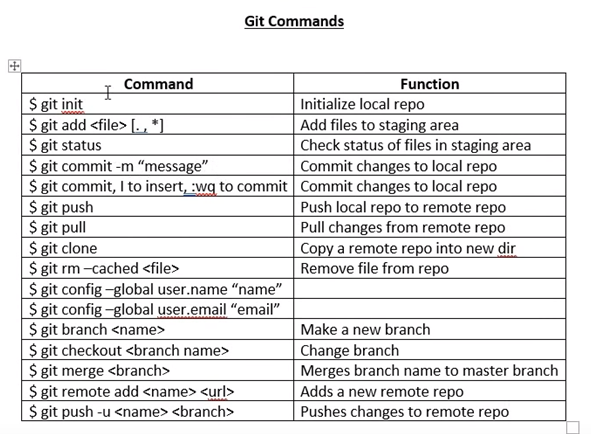 Git Commands
Command Function
$ git init Initialize local repo
$ git add <file> [. , *] Add files to staging area
$ git status Check status of files in staging area
$ git commit -m “message” Commit changes to local repo
$ git commit, I to insert, :wq to commit Commit changes to local repo
$ git push Push local repo to remote repo
$ git pull Pull changes from remote repo
$ git clone Copy a remote repo into new dir
$ git rm –cached <file> Remove file from repo
$ git config –global user.name “name”
$ git config –global user.email “email”
$ git branch <name> Make a new branch
$ git checkout <branch name> Change branch
$ git merge <branch> Merges branch name to master branch
$ git remote add <name> <url> Adds a new remote repo
$ git push -u <name> <branch> Pushes changes to remote repo